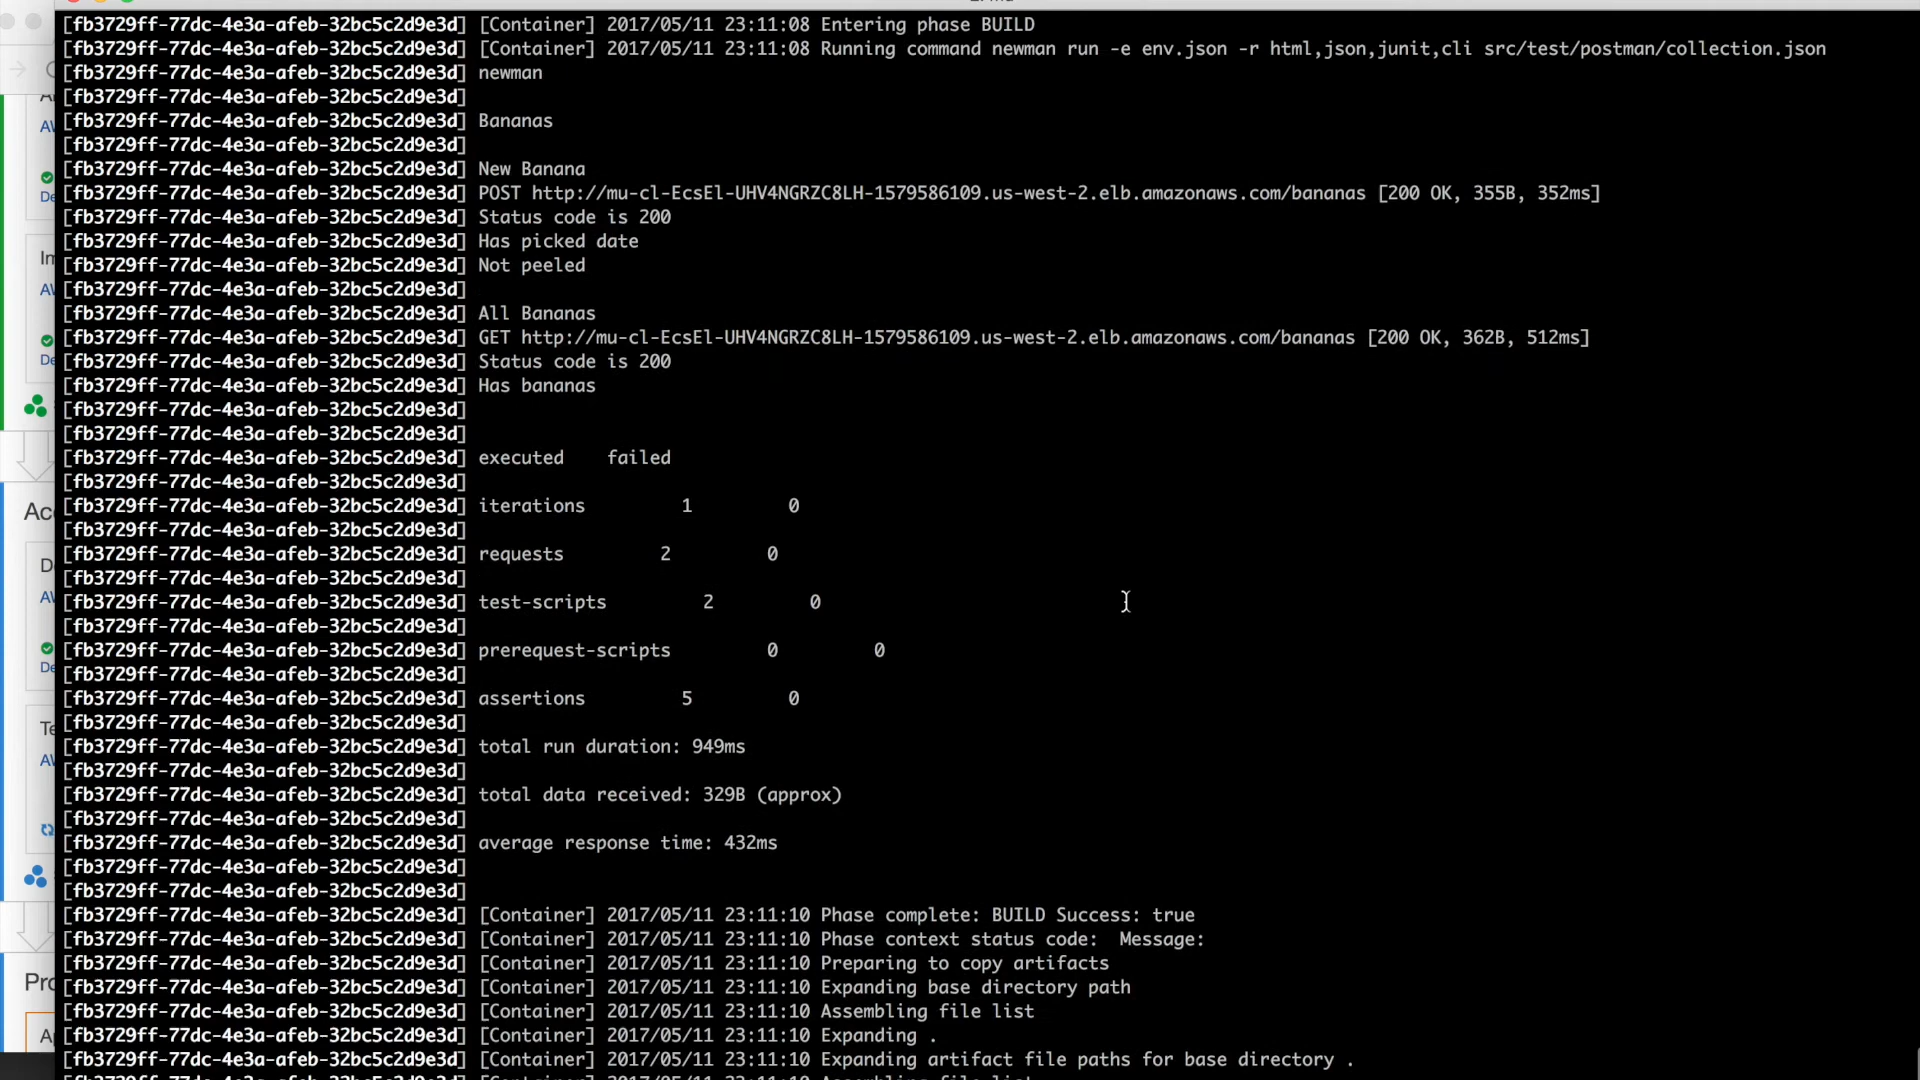 [fb3729ff-77dc-4e3a-afeb-32bc5c2d9e3d] [Container] 2017/05/11 23:11:08 Entering phase BUILD
[fb3729ff-77dc-4e3a-afeb-32bc5c2d9e3d] [Container] 2017/05/11 23:11:08 Running command newman run -e env.json -r html,json,junit,cli src/test/postman/collection.json
[fb3729ff-77dc-4e3a-afeb-32bc5c2d9e3d] newman
[fb3729ff-77dc-4e3a-afeb-32bc5c2d9e3d]
[fb3729ff-77dc-4e3a-afeb-32bc5c2d9e3d] Bananas
[fb3729ff-77dc-4e3a-afeb-32bc5c2d9e3d]
[fb3729ff-77dc-4e3a-afeb-32bc5c2d9e3d] New Banana
[fb3729ff-77dc-4e3a-afeb-32bc5c2d9e3d] POST http://mu-cl-EcsEl-UHV4NGRZC8LH-1579586109.us-west-2.elb.amazonaws.com/bananas [200 OK, 355B, 352ms]
[fb3729ff-77dc-4e3a-afeb-32bc5c2d9e3d] Status code is 200
[fb3729ff-77dc-4e3a-afeb-32bc5c2d9e3d] Has picked date
[fb3729ff-77dc-4e3a-afeb-32bc5c2d9e3d] Not peeled
[fb3729ff-77dc-4e3a-afeb-32bc5c2d9e3d]
[fb3729ff-77dc-4e3a-afeb-32bc5c2d9e3d] All Bananas
[fb3729ff-77dc-4e3a-afeb-32bc5c2d9e3d] GET http://mu-cl-EcsEl-UHV4NGRZC8LH-1579586109.us-west-2.elb.amazonaws.com/bananas [200 OK, 362B, 512ms]
[fb3729ff-77dc-4e3a-afeb-32bc5c2d9e3d] Status code is 200
[fb3729ff-77dc-4e3a-afeb-32bc5c2d9e3d] Has bananas
[fb3729ff-77dc-4e3a-afeb-32bc5c2d9e3d]
[fb3729ff-77dc-4e3a-afeb-32bc5c2d9e3d]
[fb3729ff-77dc-4e3a-afeb-32bc5c2d9e3d] executed failed
[fb3729ff-77dc-4e3a-afeb-32bc5c2d9e3d]
[fb3729ff-77dc-4e3a-afeb-32bc5c2d9e3d] iterations 1 0
[fb3729ff-77dc-4e3a-afeb-32bc5c2d9e3d]
[fb3729ff-77dc-4e3a-afeb-32bc5c2d9e3d] requests 2 0
[fb3729ff-77dc-4e3a-afeb-32bc5c2d9e3d]
[fb3729ff-77dc-4e3a-afeb-32bc5c2d9e3d] test-scripts 2 0
[fb3729ff-77dc-4e3a-afeb-32bc5c2d9e3d]
[fb3729ff-77dc-4e3a-afeb-32bc5c2d9e3d] prerequest-scripts 0 0
[fb3729ff-77dc-4e3a-afeb-32bc5c2d9e3d]
[fb3729ff-77dc-4e3a-afeb-32bc5c2d9e3d] assertions 5 0
[fb3729ff-77dc-4e3a-afeb-32bc5c2d9e3d]
[fb3729ff-77dc-4e3a-afeb-32bc5c2d9e3d] total run duration: 949ms
[fb3729ff-77dc-4e3a-afeb-32bc5c2d9e3d]
[fb3729ff-77dc-4e3a-afeb-32bc5c2d9e3d] total data received: 329B (approx)
[fb3729ff-77dc-4e3a-afeb-32bc5c2d9e3d]
[fb3729ff-77dc-4e3a-afeb-32bc5c2d9e3d] average response time: 432ms
[fb3729ff-77dc-4e3a-afeb-32bc5c2d9e3d]
[fb3729ff-77dc-4e3a-afeb-32bc5c2d9e3d]
[fb3729ff-77dc-4e3a-afeb-32bc5c2d9e3d] [Container] 2017/05/11 23:11:10 Phase complete: BUILD Success: true
[fb3729ff-77dc-4e3a-afeb-32bc5c2d9e3d] [Container] 2017/05/11 23:11:10 Phase context status code: Message:
[fb3729ff-77dc-4e3a-afeb-32bc5c2d9e3d] [Container] 2017/05/11 23:11:10 Preparing to copy artifacts
[fb3729ff-77dc-4e3a-afeb-32bc5c2d9e3d] [Container] 2017/05/11 23:11:10 Expanding base directory path
[fb3729ff-77dc-4e3a-afeb-32bc5c2d9e3d] [Container] 2017/05/11 23:11:10 Assembling file list
[fb3729ff-77dc-4e3a-afeb-32bc5c2d9e3d] [Container] 2017/05/11 23:11:10 Expanding .
[fb3729ff-77dc-4e3a-afeb-32bc5c2d9e3d] [Container] 2017/05/11 23:11:10 Expanding artifact file paths for base directory .